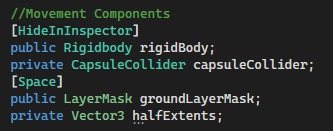 //Movement Components
[HideInInspector]
public Rigidbody rigidBody;
private CapsuleCollider capsuleCollider;
[Space]
public LayerMask groundLayerMask;
private Vector3 halfExtents;